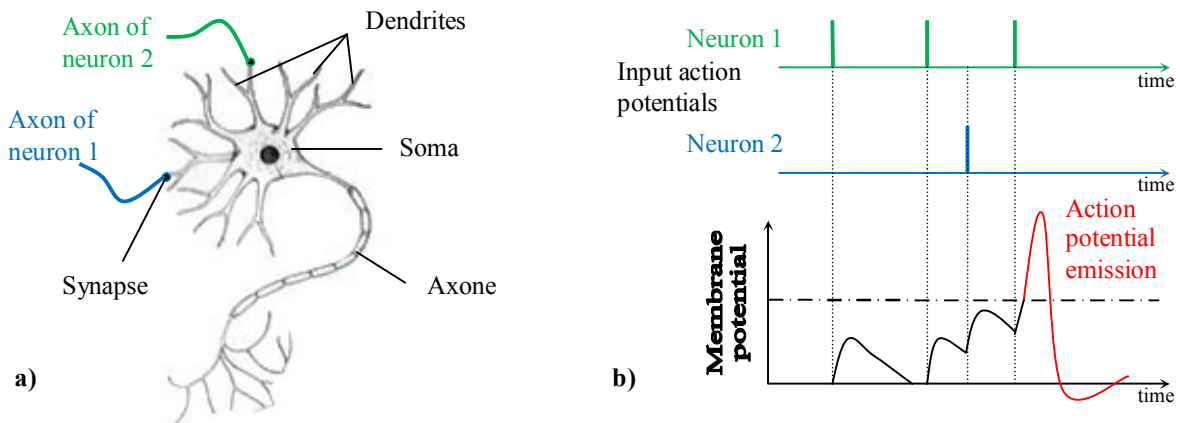 Axon of
neuron 2
Dendrites
Axon of
neuron 1
Soma
Synapse
Axone
a)
Neuron 1
Input action
potentials
time
Neuron 2
time
Membrane
potential
Action
potential
emission
time
b)